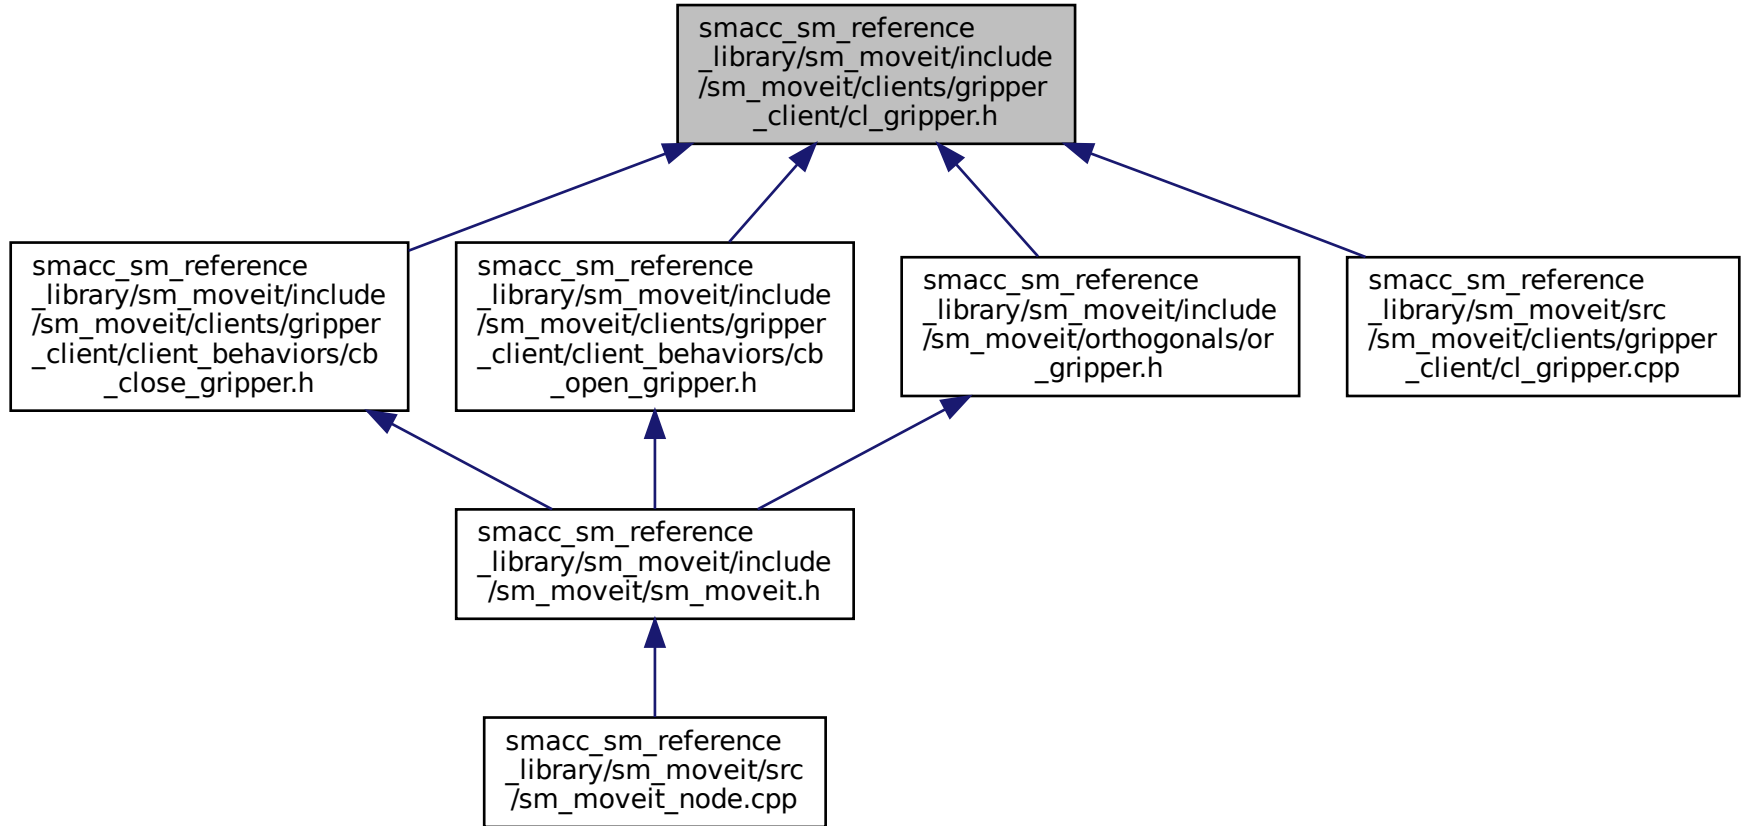 smacc_sm_reference
_library/sm_moveit/include
/sm_moveit/clients/gripper
_client/cl_gripper.h
smacc_sm_reference
_library/sm_moveit/include
/sm_moveit/clients/gripper
_client/client_behaviors/cb
_close_gripper.h
smacc_sm_reference
_library/sm_moveit/include
/sm_moveit/clients/gripper
_client/client_behaviors/cb
_open_gripper.h
smacc_sm_reference
_library/sm_moveit/include
/sm_moveit/orthogonals/or
_gripper.h
smacc_sm_reference
_library/sm_moveit/src
/sm_moveit/clients/gripper
_client/cl_gripper.cpp
smacc_sm_reference
_library/sm_moveit/include
/sm_moveit/sm_moveit.h
smacc_sm_reference
_library/sm_moveit/src
/sm_moveit_node.cpp